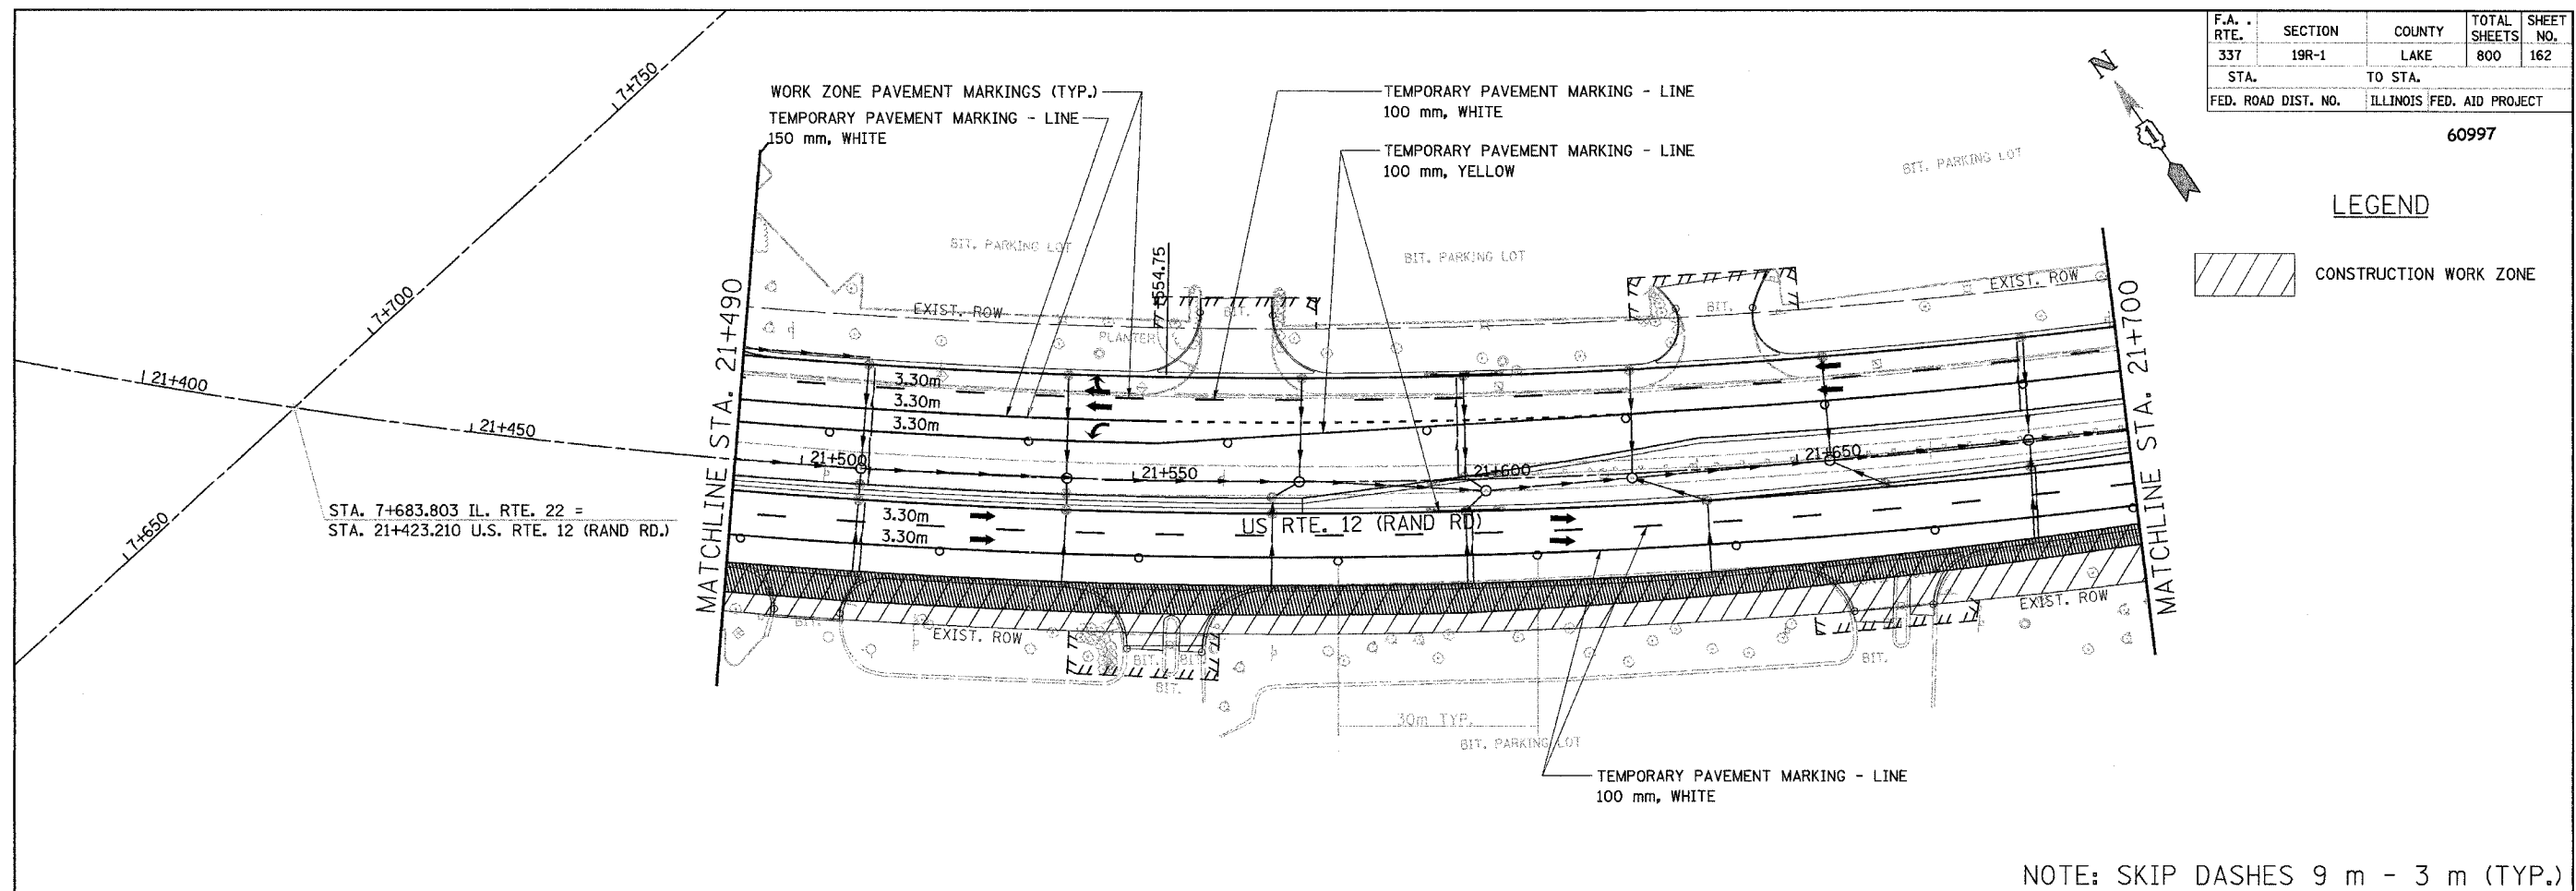 F.A. . RTE. SECTION COUNTY TOTAL SHEETS SHEET NO.
337 19R-1 LAKE 800 162
STA. TO STA.
FED. ROAD DIST. NO. ILLINOIS FED. AID PROJECT
60997
N
1
LEGEND
CONSTRUCTION WORK ZONE
WORK ZONE PAVEMENT MARKINGS (TYP.)
TEMPORARY PAVEMENT MARKING - LINE
150 mm, WHITE
TEMPORARY PAVEMENT MARKING - LINE
100 mm, WHITE
TEMPORARY PAVEMENT MARKING - LINE
100 mm, YELLOW
BIT. PARKING LOT
BIT. PARKING LOT
BIT. PARKING LOT
7+750
7+700
7+650
21+400
21+450
STA. 7+683.803 IL. RTE. 22 =
STA. 21+423.210 U.S. RTE. 12 (RAND RD.)
MATCHLINE STA. 21+490
MATCHLINE STA. 21+700
EXIST. ROW
EXIST. ROW
PLANTER
BIT.
BIT.
3.30m
3.30m
3.30m
21+500
21+550
21+600
21+650
3.30m
3.30m
US RTE. 12 (RAND RD)
EXIST. ROW
EXIST. ROW
BIT.
BIT.
BIT.
BIT.
BIT.
30m TYP.
BIT. PARKING LOT
TEMPORARY PAVEMENT MARKING - LINE
100 mm, WHITE
NOTE: SKIP DASHES 9 m - 3 m (TYP.)